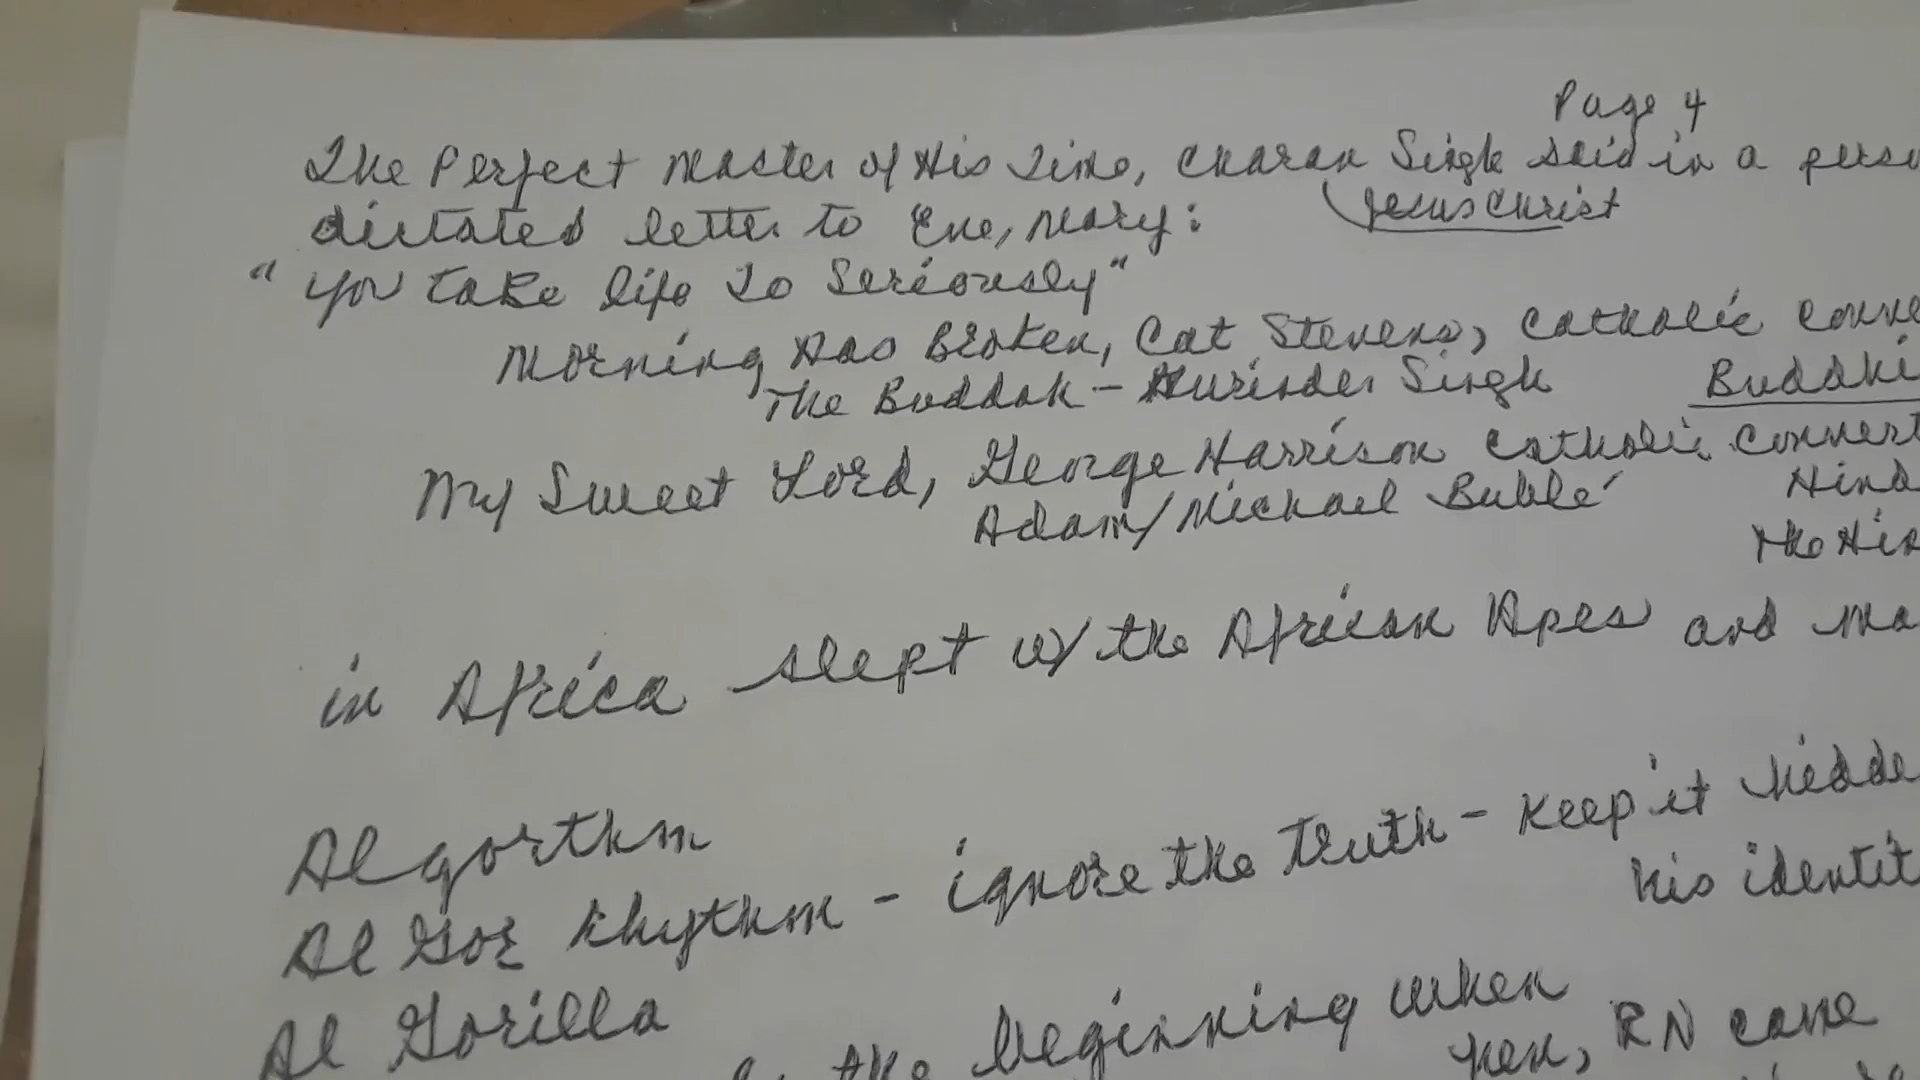 Page 4
The Perfect Master of His Time, Charan Singh said in a perso
Jesus Christ
dictated letter to Eve, Mary:
"You take life To Seriously"
Morning Has Broken, Cat Stevens, Catholic conve
The Buddah - Gurinder Singh Buddhi
My Sweet Lord, George Harrison Catholic Convert
Adam/Michael Bublé Hind
The His
in Africa slept w/ the African Apes and ma
Algorthm
Al Gor rhythm - ignore the truth - keep it hidde
his identit
Al Gorilla
the beginning when
RN came